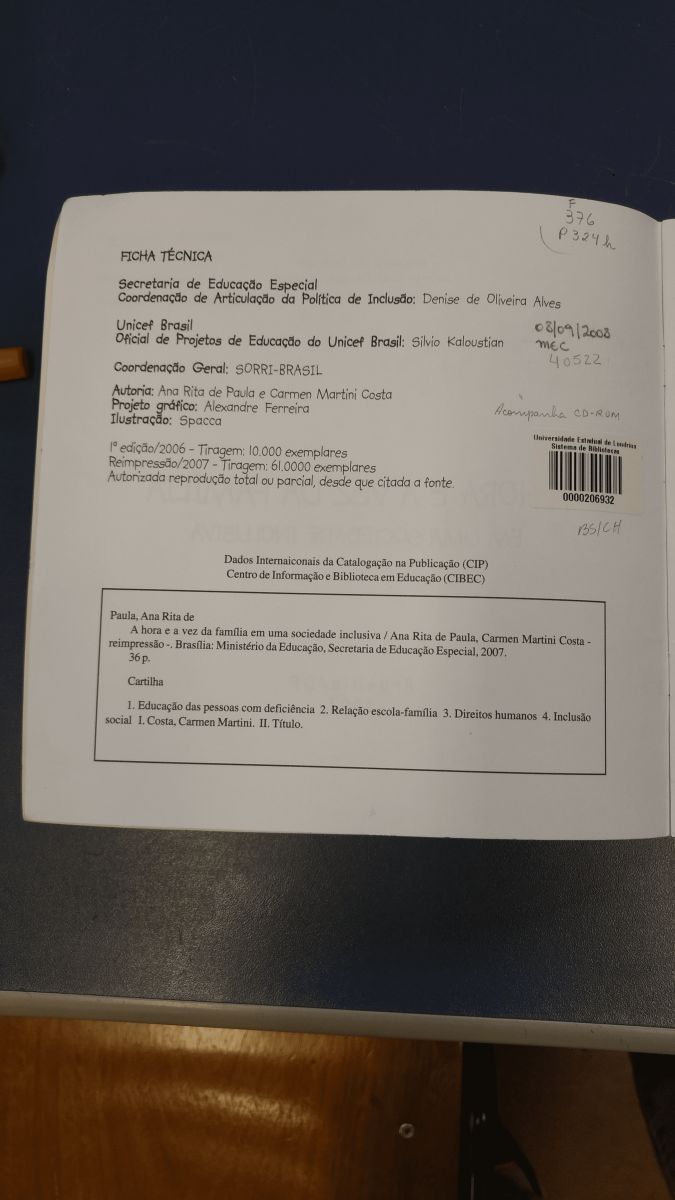 F
376
P324h
FICHA TÉCNICA
Secretaria de Educação Especial
Coordenação de Articulação da Política de Inclusão: Denise de Oliveira Alves
Unicef Brasil
Oficial de Projetos de Educação do Unicef Brasil: Silvio Kaloustian
08/09/2008
MEC
40522
Coordenação Geral: SORRI-BRASIL
Autoria: Ana Rita de Paula e Carmen Martini Costa
Projeto gráfico: Alexandre Ferreira
Ilustração: Spacca
Acompanha CD-ROM
1ª edição/2006 - Tiragem: 10.000 exemplares
Reimpressão/2007 - Tiragem: 61.0000 exemplares
Autorizada reprodução total ou parcial, desde que citada a fonte.
Universidade Estadual de Londrina
Sistema de Bibliotecas
0000206932
BS/CH
Dados Internaiconais da Catalogação na Publicação (CIP)
Centro de Informação e Biblioteca em Educação (CIBEC)
Paula, Ana Rita de
A hora e a vez da família em uma sociedade inclusiva / Ana Rita de Paula, Carmen Martini Costa -
reimpressão -. Brasília: Ministério da Educação, Secretaria de Educação Especial, 2007.
36 p.
Cartilha
1. Educação das pessoas com deficiência 2. Relação escola-família 3. Direitos humanos 4. Inclusão
social I. Costa, Carmen Martini. II. Título.